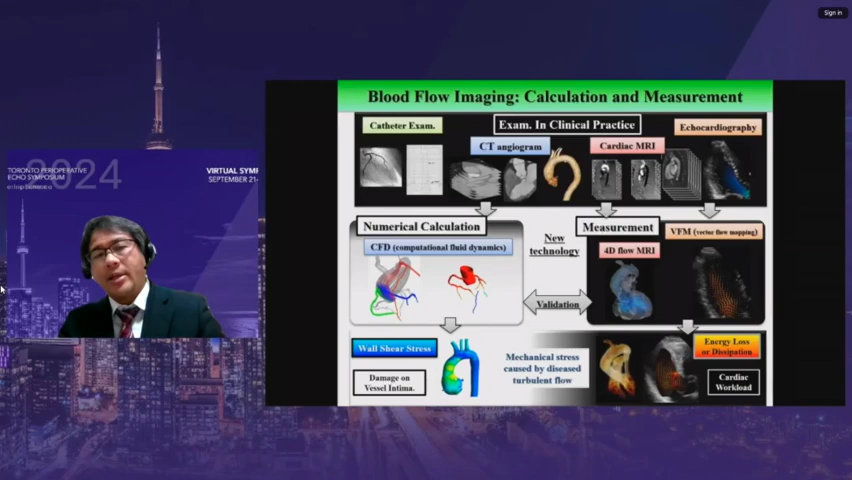 Sign in
Blood Flow Imaging: Calculation and Measurement
Catheter Exam.
Exam. In Clinical Practice
Echocardiography
CT angiogram
Cardiac MRI
2024
TORONTO PERIOPERATIVE
ECHO SYMPOSIUM
VIRTUAL SYMP
SEPTEMBER 21-
Numerical Calculation
CFD (computational fluid dynamics)
New
technology
Measurement
VFM (vector flow mapping)
4D flow MRI
Validation
Wall Shear Stress
Damage on
Vessel Intima.
Mechanical stress
caused by diseased
turbulent flow
Energy Loss
or Dissipation
Cardiac
Workload